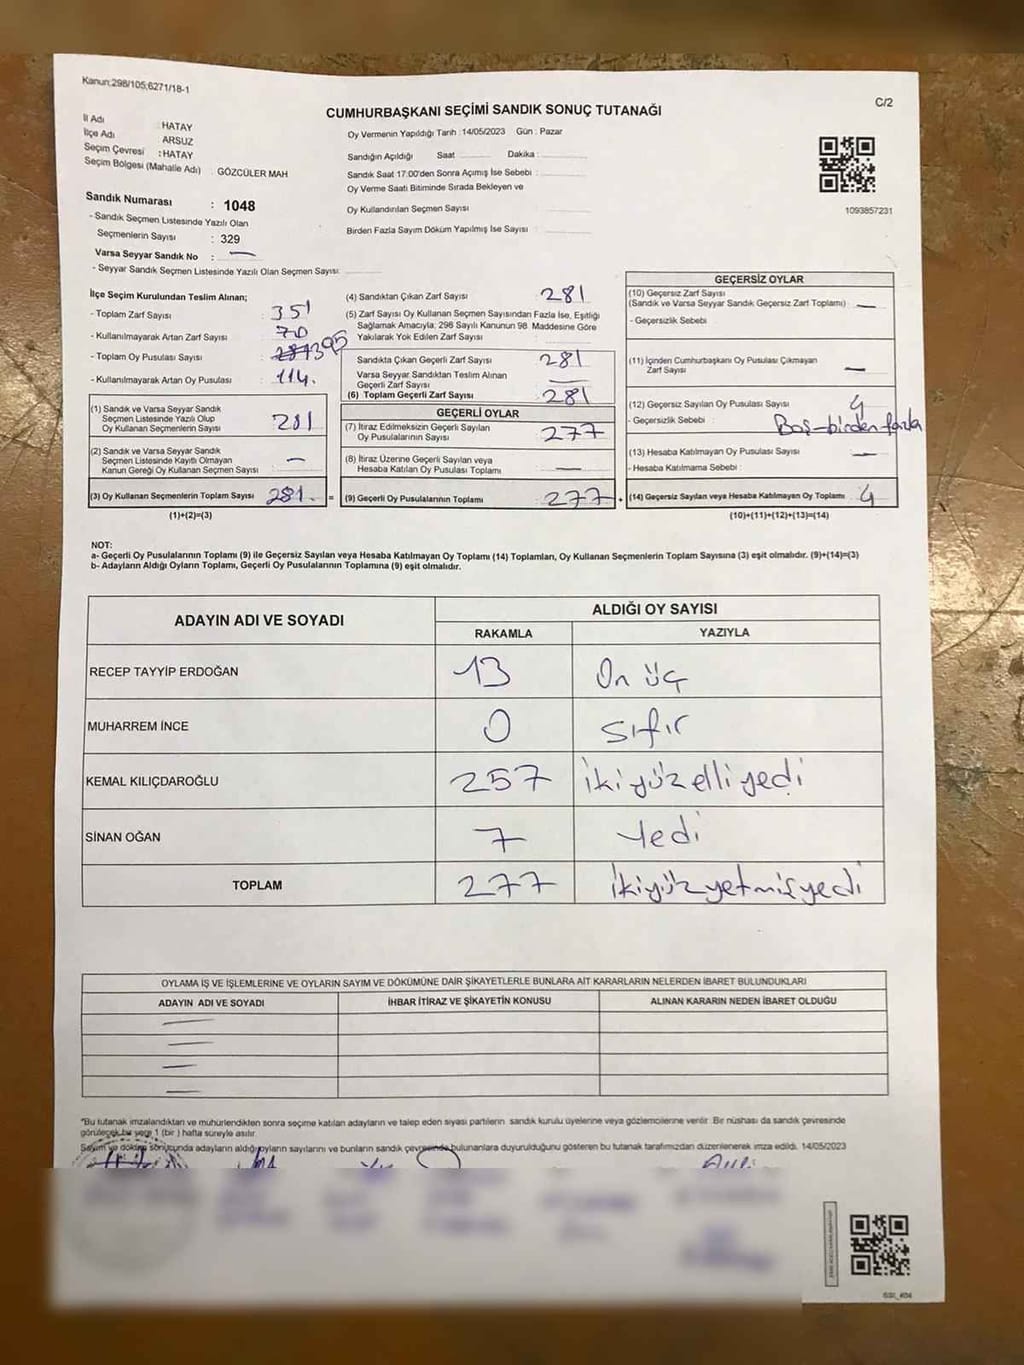 Kanun:298/105;6271/18-1
C/2
CUMHURBAŞKANI SEÇİMİ SANDIK SONUÇ TUTANAĞI
İl Adı : HATAY
İlçe Adı ARSUZ
Seçim Çevresi : HATAY
Seçim Bölgesi (Mahalle Adı) : GÖZCÜLER MAH
Oy Vermenin Yapıldığı Tarih : 14/05/2023 Gün : Pazar
Sandığın Açıldığı Saat Dakika :
Sandık Saat 17:00'den Sonra Açımış İse Sebebi :
Oy Verme Saati Bitiminde Sırada Bekleyen ve
Oy Kullandırılan Seçmen Sayısı
Birden Fazla Sayım Döküm Yapılmış İse Sayısı :
1093857231
Sandık Numarası : 1048
- Sandık Seçmen Listesinde Yazılı Olan
Seçmenlerin Sayısı : 329
Varsa Seyyar Sandık No : —
- Seyyar Sandık Seçmen Listesinde Yazılı Olan Seçmen Sayısı:
İlçe Seçim Kurulundan Teslim Alınan;
- Toplam Zarf Sayısı : 351
- Kullanılmayarak Artan Zarf Sayısı : 70
- Toplam Oy Pusulası Sayısı : 395
- Kullanılmayarak Artan Oy Pusulası : 114.
(1) Sandık ve Varsa Seyyar Sandık
Seçmen Listesinde Yazılı Olup
Oy Kullanan Seçmenlerin Sayısı : 281
(2) Sandık ve Varsa Seyyar Sandık
Seçmen Listesinde Kayıtlı Olmayan
Kanun Gereği Oy Kullanan Seçmen Sayısı : —
(3) Oy Kullanan Seçmenlerin Toplam Sayısı : 281. =
(1)+(2)=(3)
(4) Sandıktan Çıkan Zarf Sayısı : 281
(5) Zarf Sayısı Oy Kullanan Seçmen Sayısından Fazla İse, Eşitliği
Sağlamak Amacıyla; 298 Sayılı Kanunun 98. Maddesine Göre
Yakılarak Yok Edilen Zarf Sayısı :
Sandıkta Çıkan Geçerli Zarf Sayısı : 281
Varsa Seyyar Sandıktan Teslim Alınan
Geçerli Zarf Sayısı : —
(6) Toplam Geçerli Zarf Sayısı : 281
GEÇERLİ OYLAR
(7) İtiraz Edilmeksizin Geçerli Sayılan
Oy Pusulalarının Sayısı : 277
(8) İtiraz Üzerine Geçerli Sayılan veya
Hesaba Katılan Oy Pusulası Toplamı : —
(9) Geçerli Oy Pusulalarının Toplamı : 277 +
GEÇERSİZ OYLAR
(10) Geçersiz Zarf Sayısı
(Sandık ve Varsa Seyyar Sandık Geçersiz Zarf Toplamı) : —
- Geçersizlik Sebebi
(11) İçinden Cumhurbaşkanı Oy Pusulası Çıkmayan
Zarf Sayısı : —
(12) Geçersiz Sayılan Oy Pusulası Sayısı : 4
- Geçersizlik Sebebi : Boş-birden fazla
(13) Hesaba Katılmayan Oy Pusulası Sayısı : —
- Hesaba Katılmama Sebebi :
(14) Geçersiz Sayılan veya Hesaba Katılmayan Oy Toplamı : 4
(10)+(11)+(12)+(13)=(14)
NOT:
a- Geçerli Oy Pusulalarının Toplamı (9) ile Geçersiz Sayılan veya Hesaba Katılmayan Oy Toplamı (14) Toplamları, Oy Kullanan Seçmenlerin Toplam Sayısına (3) eşit olmalıdır. (9)+(14)=(3)
b- Adayların Aldığı Oyların Toplamı, Geçerli Oy Pusulalarının Toplamına (9) eşit olmalıdır.
ADAYIN ADI VE SOYADI ALDIĞI OY SAYISI
RAKAMLA YAZIYLA
RECEP TAYYİP ERDOĞAN 13 On üç
MUHARREM İNCE 0 sıfır
KEMAL KILIÇDAROĞLU 257 ikiyüzelliyedi
SİNAN OĞAN 7 Yedi
TOPLAM 277 ikiyüzyetmişyedi
OYLAMA İŞ VE İŞLEMLERİNE VE OYLARIN SAYIM VE DÖKÜMÜNE DAİR ŞİKAYETLERLE BUNLARA AİT KARARLARIN NELERDEN İBARET BULUNDUKLARI
ADAYIN ADI VE SOYADI İHBAR İTİRAZ VE ŞİKAYETİN KONUSU ALINAN KARARIN NEDEN İBARET OLDUĞU
—
—
—
—
*Bu tutanak imzalandıktan ve mühürlendikten sonra seçime katılan adayların ve talep eden siyasi partilerin sandık kurulu üyelerine veya gözlemcilerine verilir. Bir nüshası da sandık çevresinde
görülecek bir yere 1 (bir) hafta süreyle asılır.
Sayım ve döküm sonucunda adayların aldığı oyların sayılarını ve bunların sandık çevresinde bulunanlara duyurulduğunu gösteren bu tutanak tarafımızdan düzenlenerek imza edildi. 14/05/2023